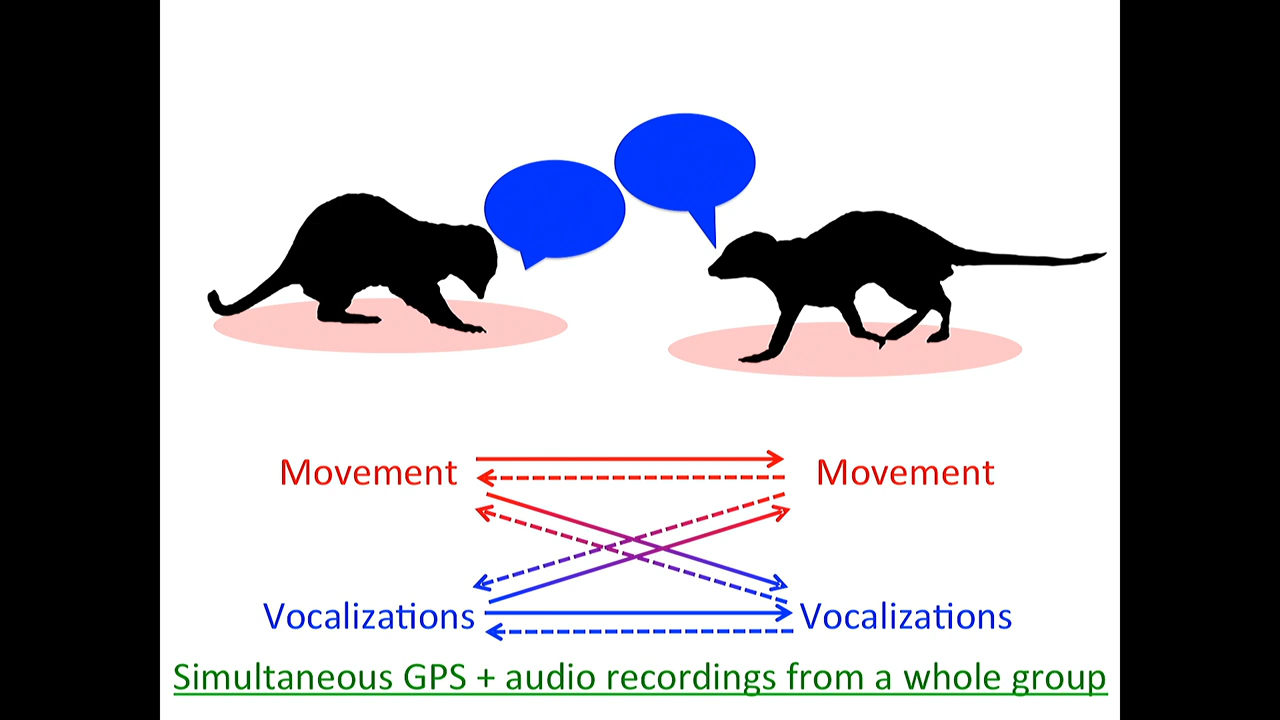 Movement Movement
Vocalizations Vocalizations
Simultaneous GPS + audio recordings from a whole group